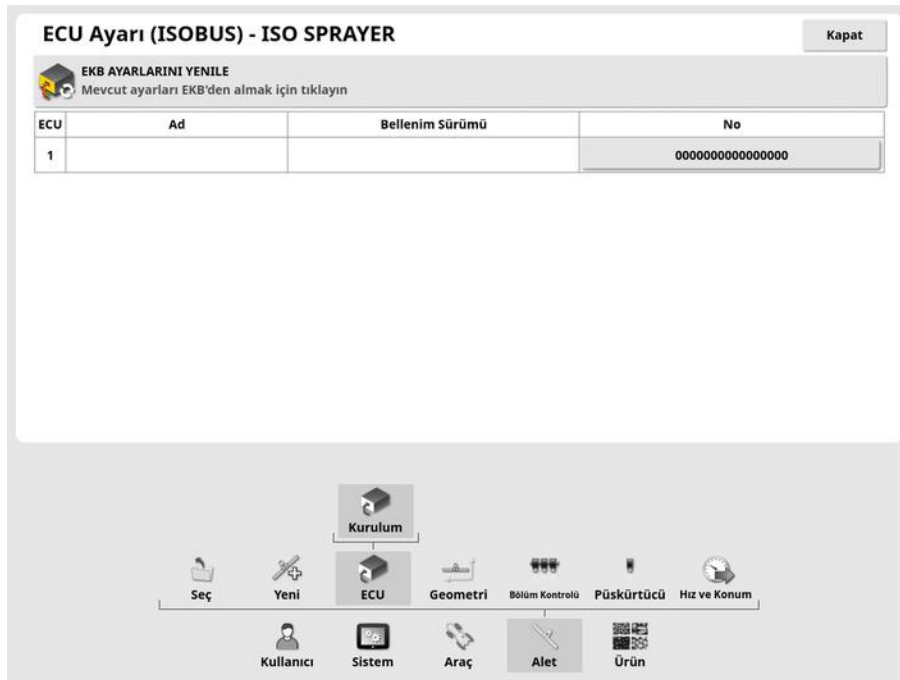 ECU Ayarı (ISOBUS) - ISO SPRAYER
Kapat
EKB AYARLARINI YENILE
Mevcut ayarları EKB'den almak için tıklayın
ECU Ad Bellenim Sürümü No
1 0000000000000000
Kurulum
Seç Yeni ECU Geometri Bölüm Kontrolü Püskürtücü Hız ve Konum
Kullanıcı Sistem Araç Alet Ürün